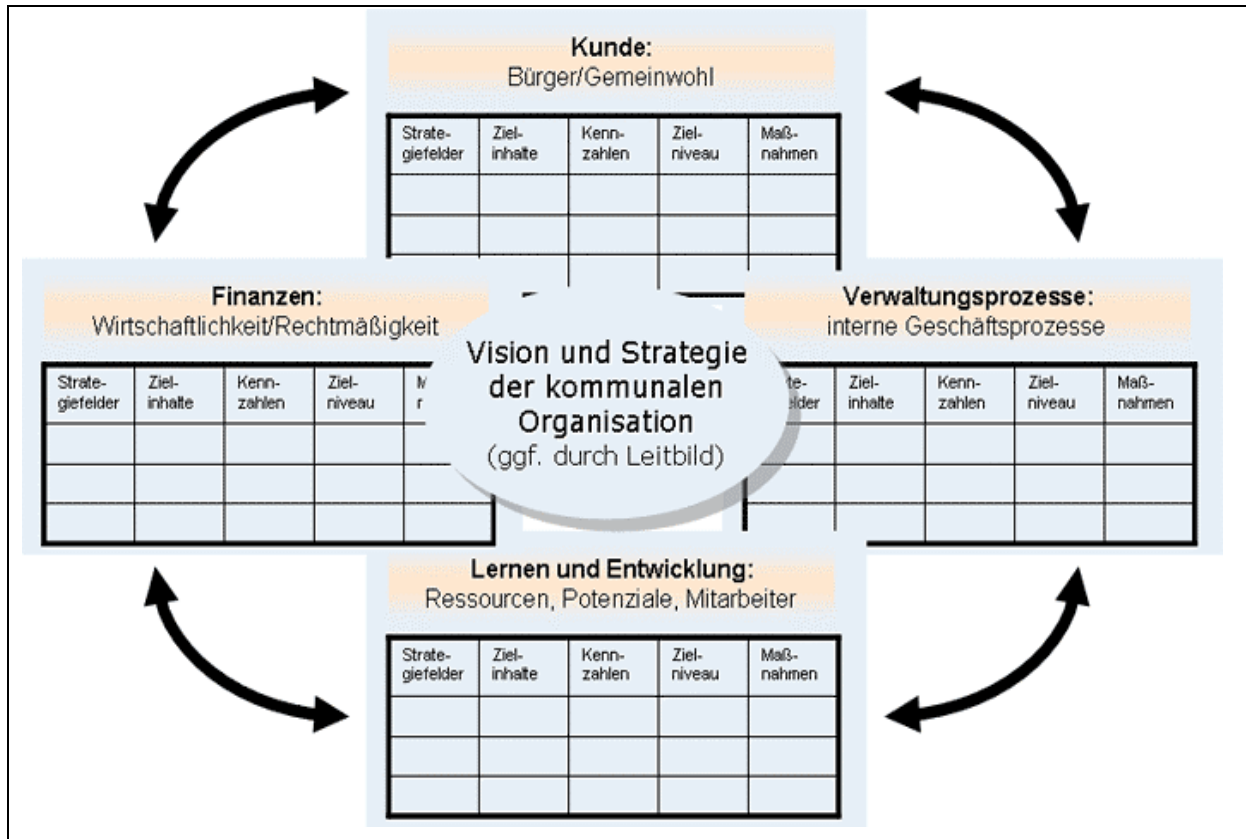 Kunde:
Bürger/Gemeinwohl
Strate- Ziel- Kenn- Ziel- Maß-
giefelder inhalte zahlen niveau nahmen
Finanzen:
Wirtschaftlichkeit/Rechtmäßigkeit
Strate- Ziel- Kenn- Ziel-
giefelder inhalte zahlen niveau
Vision und Strategie
der kommunalen
Organisation
(ggf. durch Leitbild)
Verwaltungsprozesse:
interne Geschäftsprozesse
Ziel- Kenn- Ziel- Maß-
inhalte zahlen niveau nahmen
Lernen und Entwicklung:
Ressourcen, Potenziale, Mitarbeiter
Strate- Ziel- Kenn- Ziel- Maß-
giefelder inhalte zahlen niveau nahmen